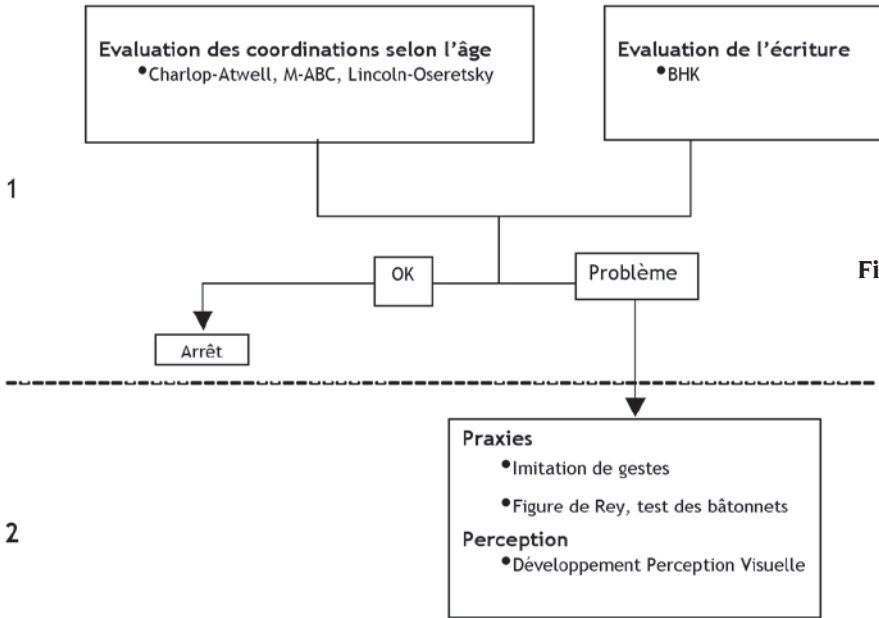 Evaluation des coordinations selon l'âge
•Charlop-Atwell, M-ABC, Lincoln-Oseretsky
Evaluation de l'écriture
•BHK
1
OK
Problème
Fi
Arrêt
2
Praxies
•Imitation de gestes
•Figure de Rey, test des bâtonnets
Perception
•Développement Perception Visuelle